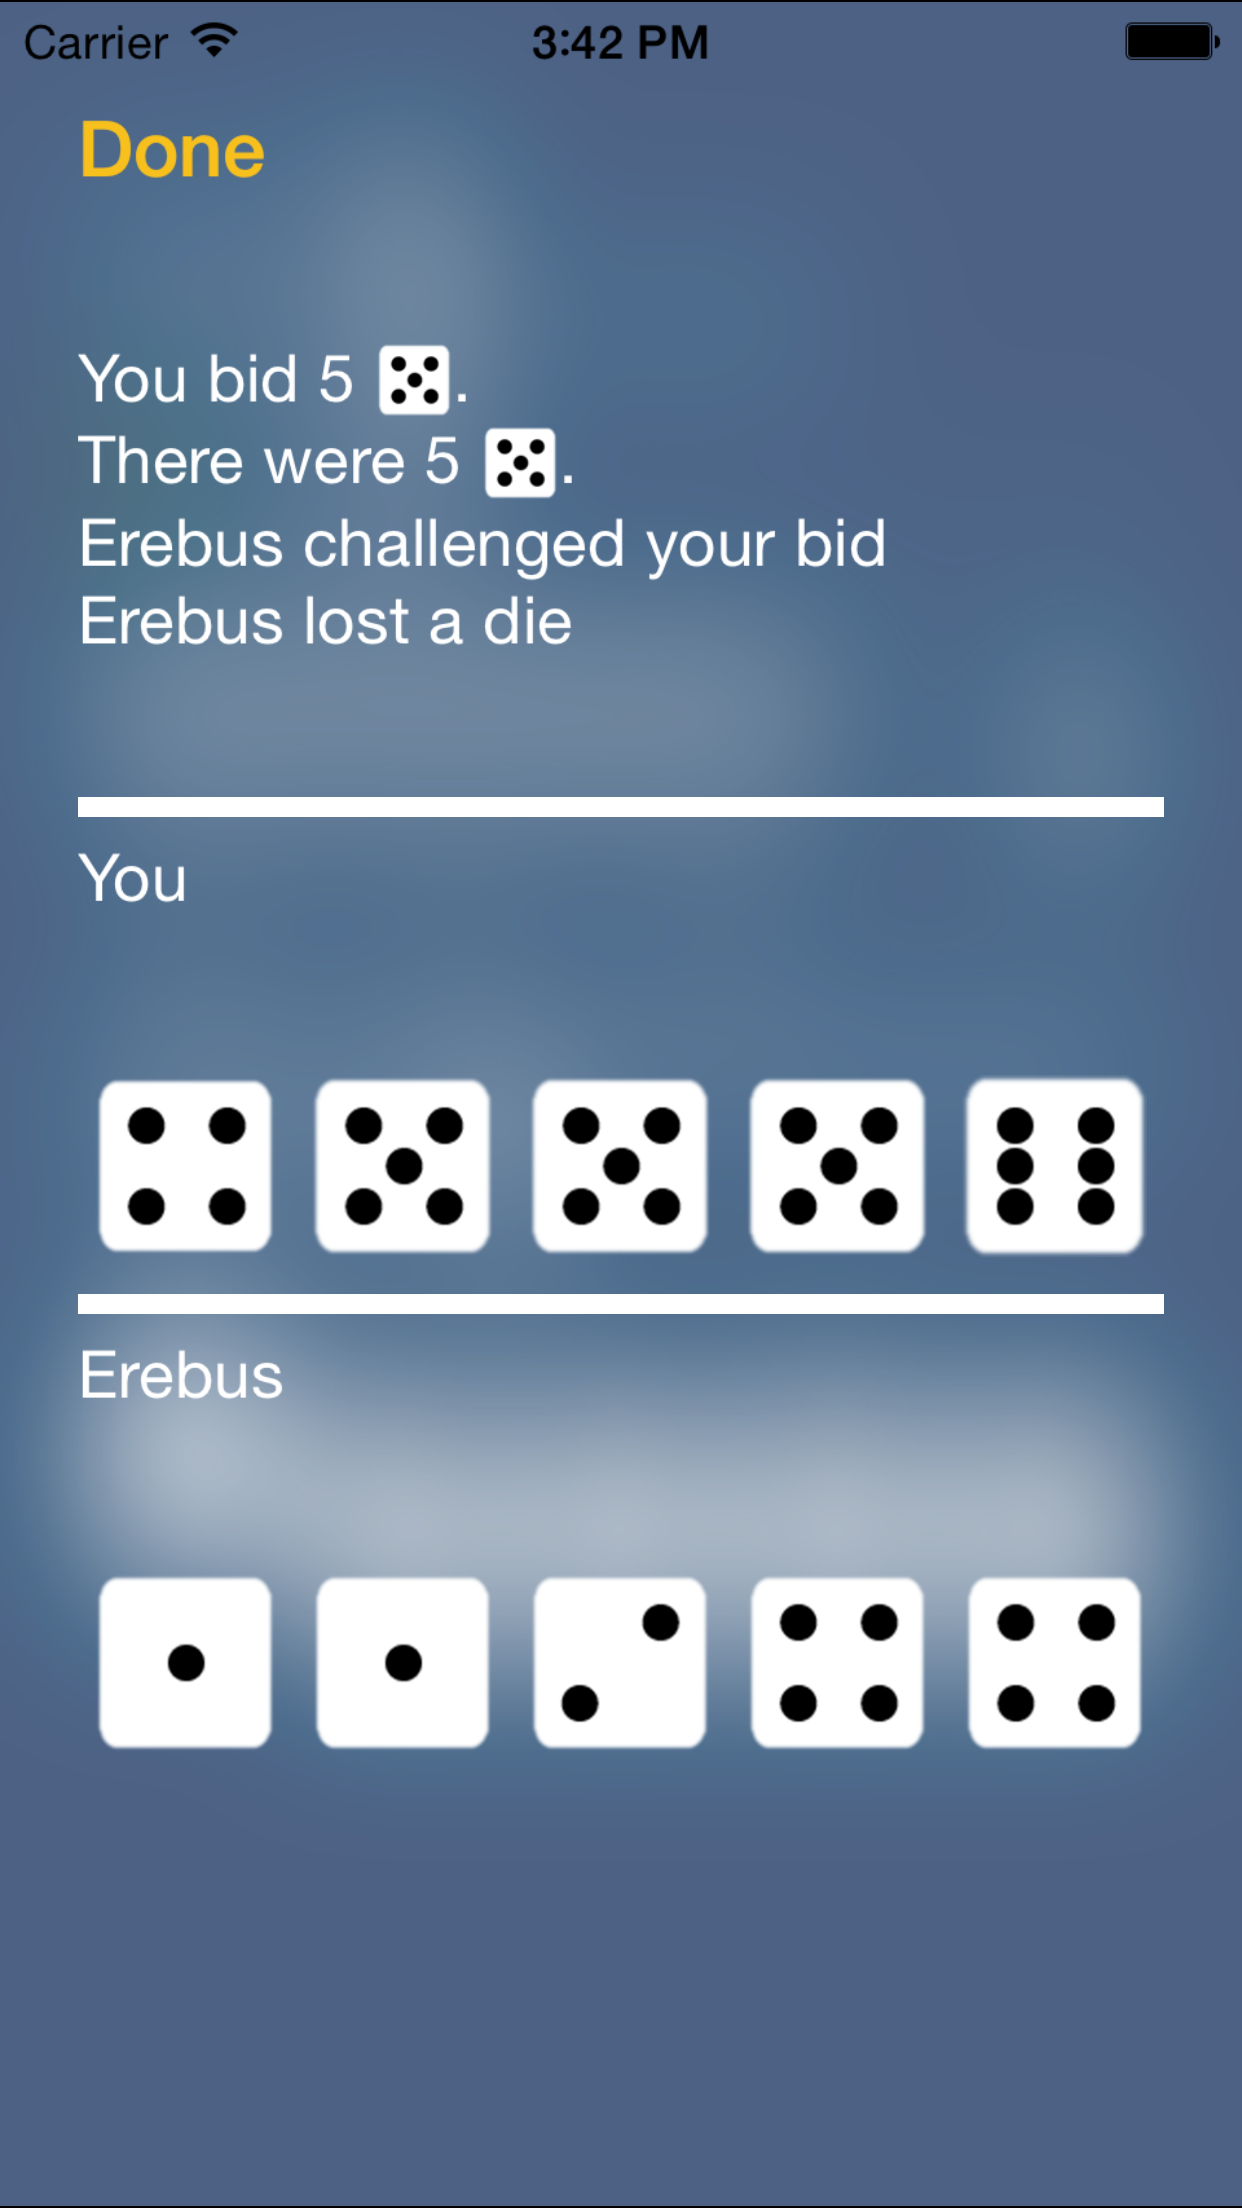 Carrier 3:42 PM
Done
You bid 5 .
There were 5 .
Erebus challenged your bid
Erebus lost a die
You
Erebus